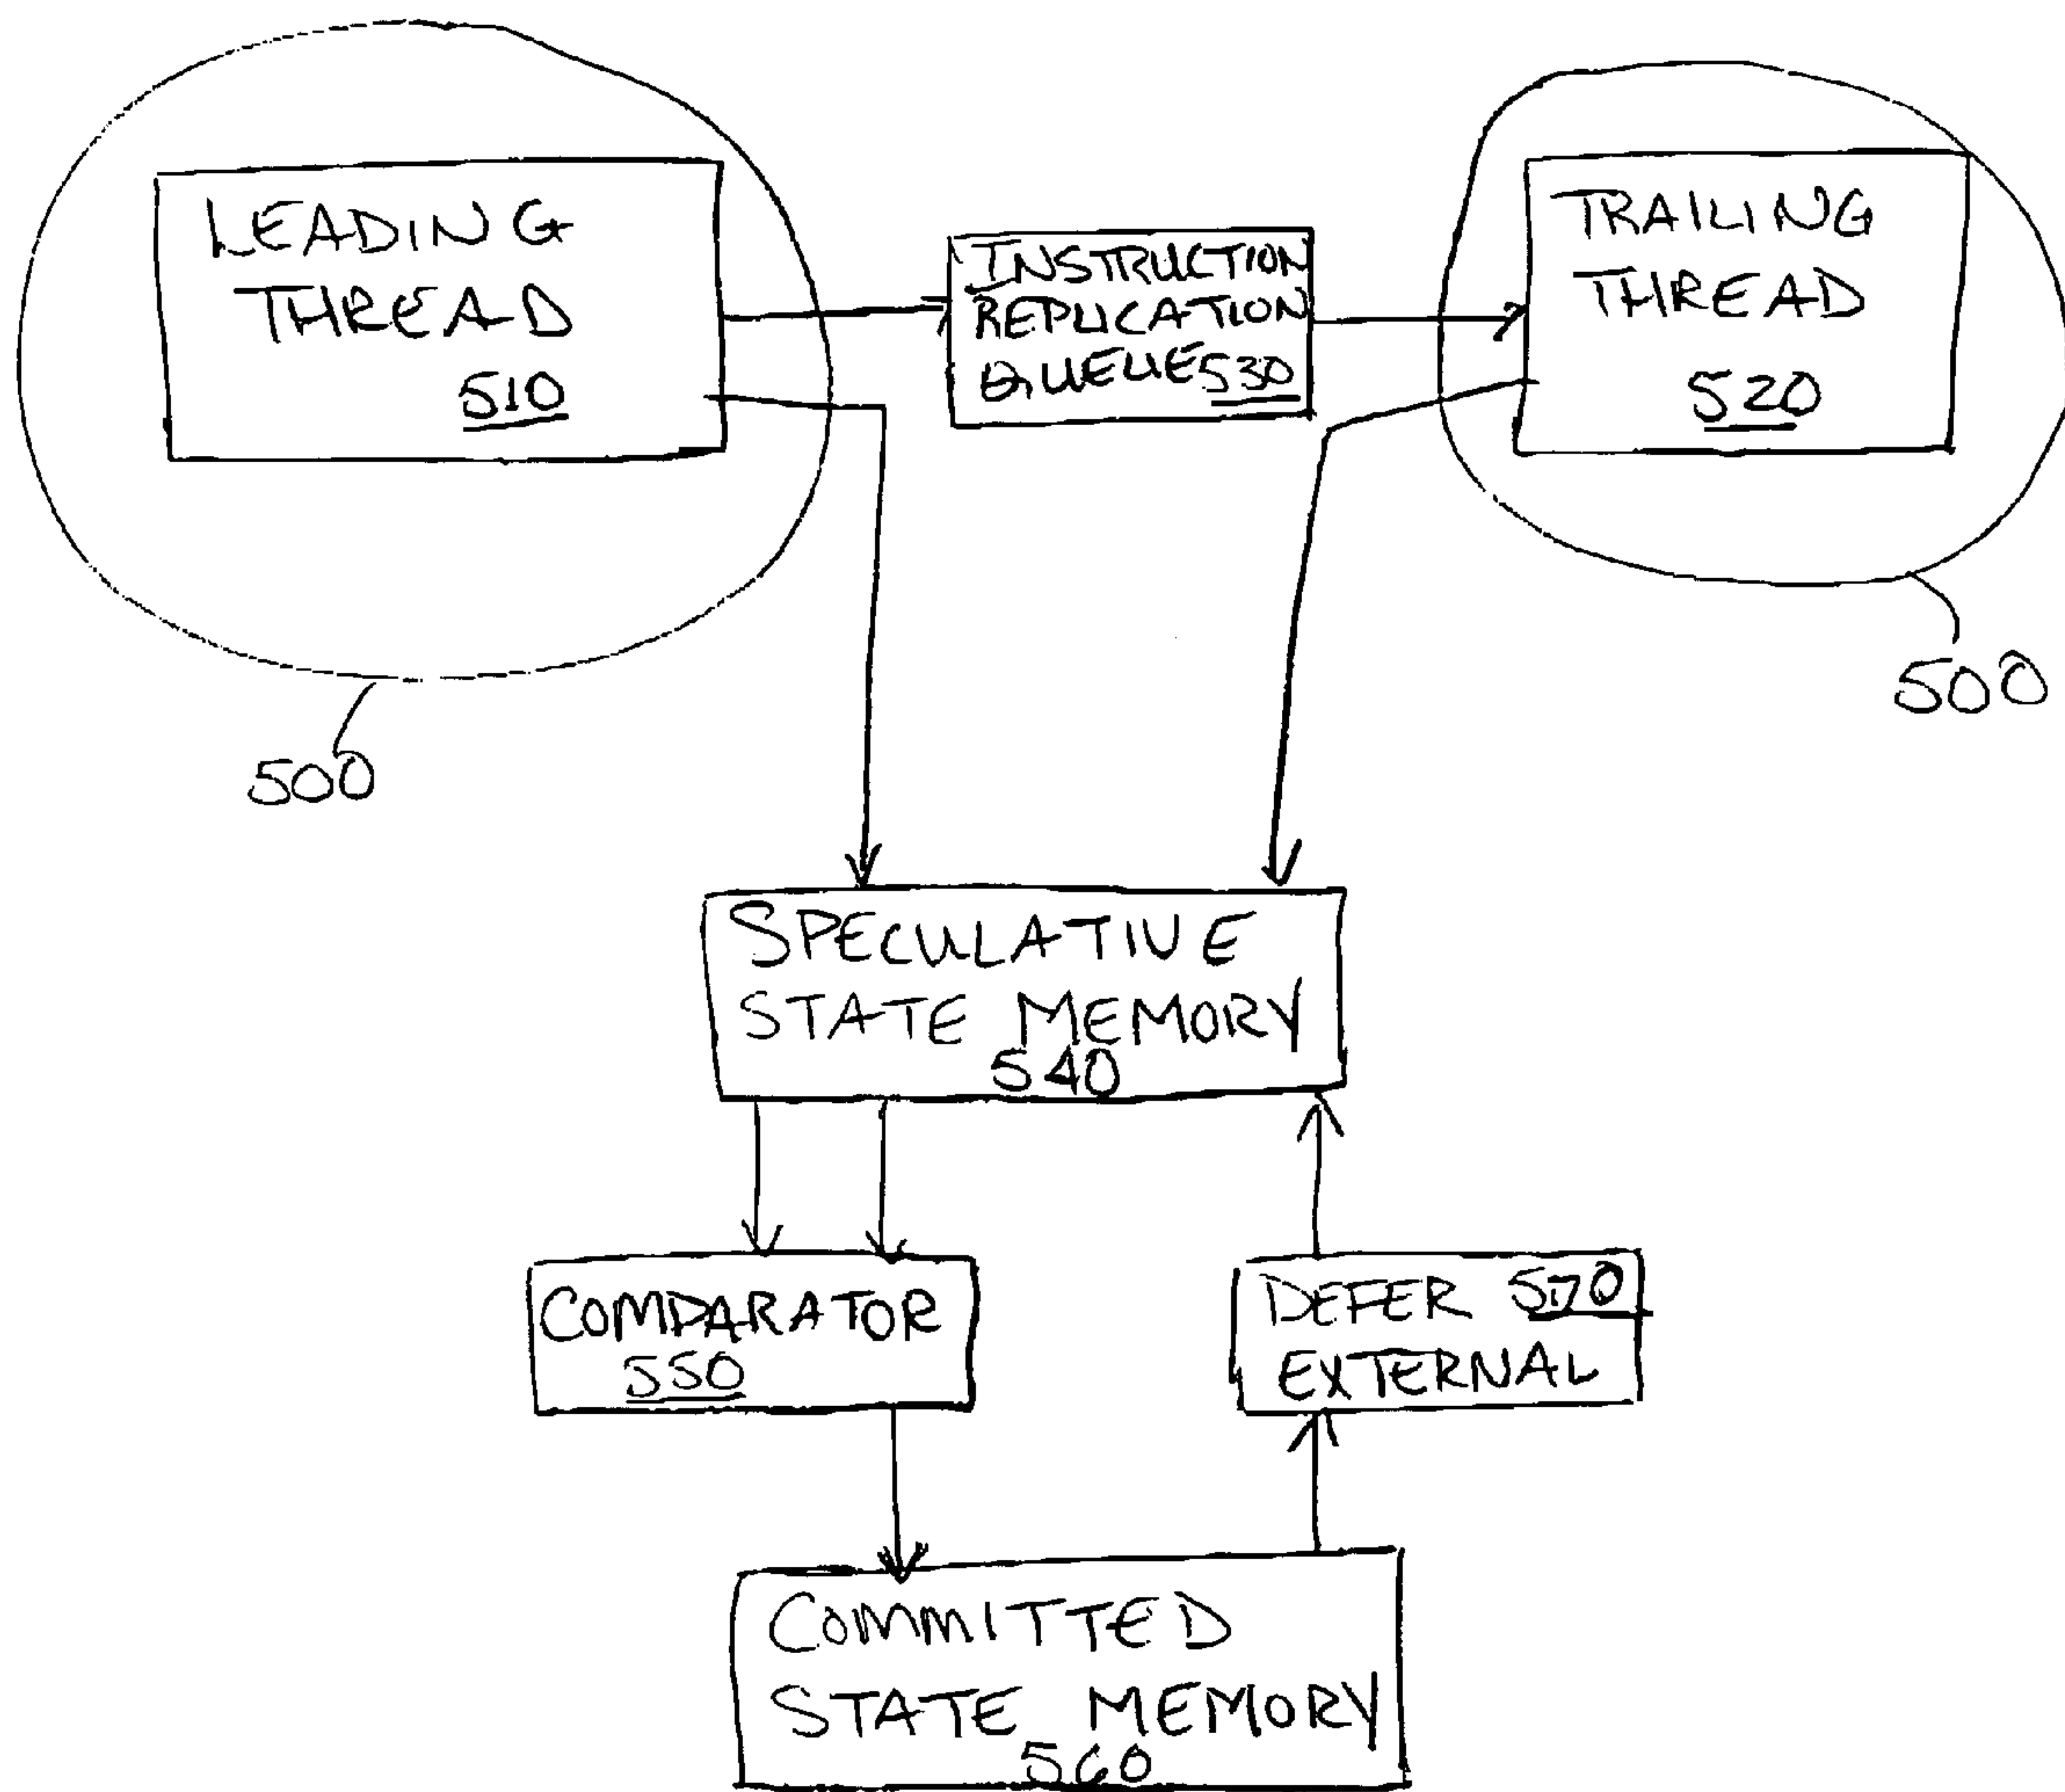 LEADING
THREAD
510
INSTRUCTION
REPLICATION
QUEUE 530
TRAILING
THREAD
520
500
500
SPECULATIVE
STATE MEMORY
540
COMPARATOR
550
DEFER 570
EXTERNAL
COMMITTED
STATE MEMORY
560